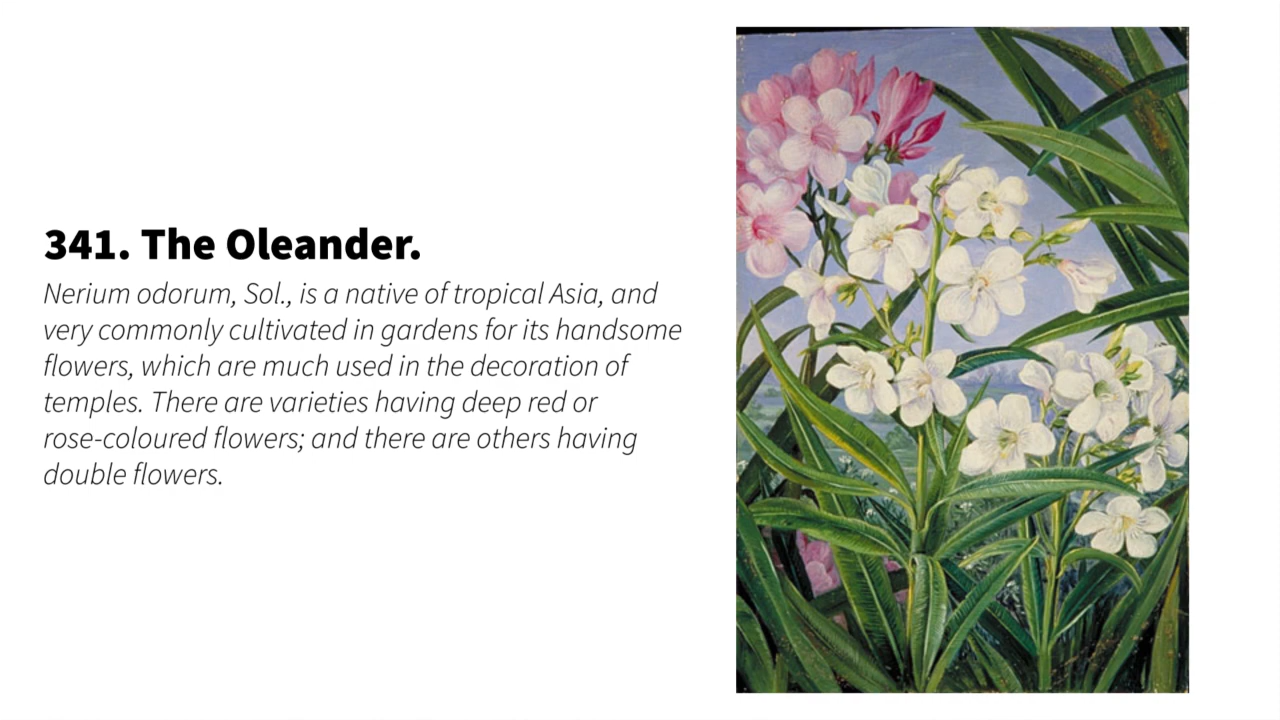 341. The Oleander.
Nerium odorum, Sol., is a native of tropical Asia, and
very commonly cultivated in gardens for its handsome
flowers, which are much used in the decoration of
temples. There are varieties having deep red or
rose-coloured flowers; and there are others having
double flowers.